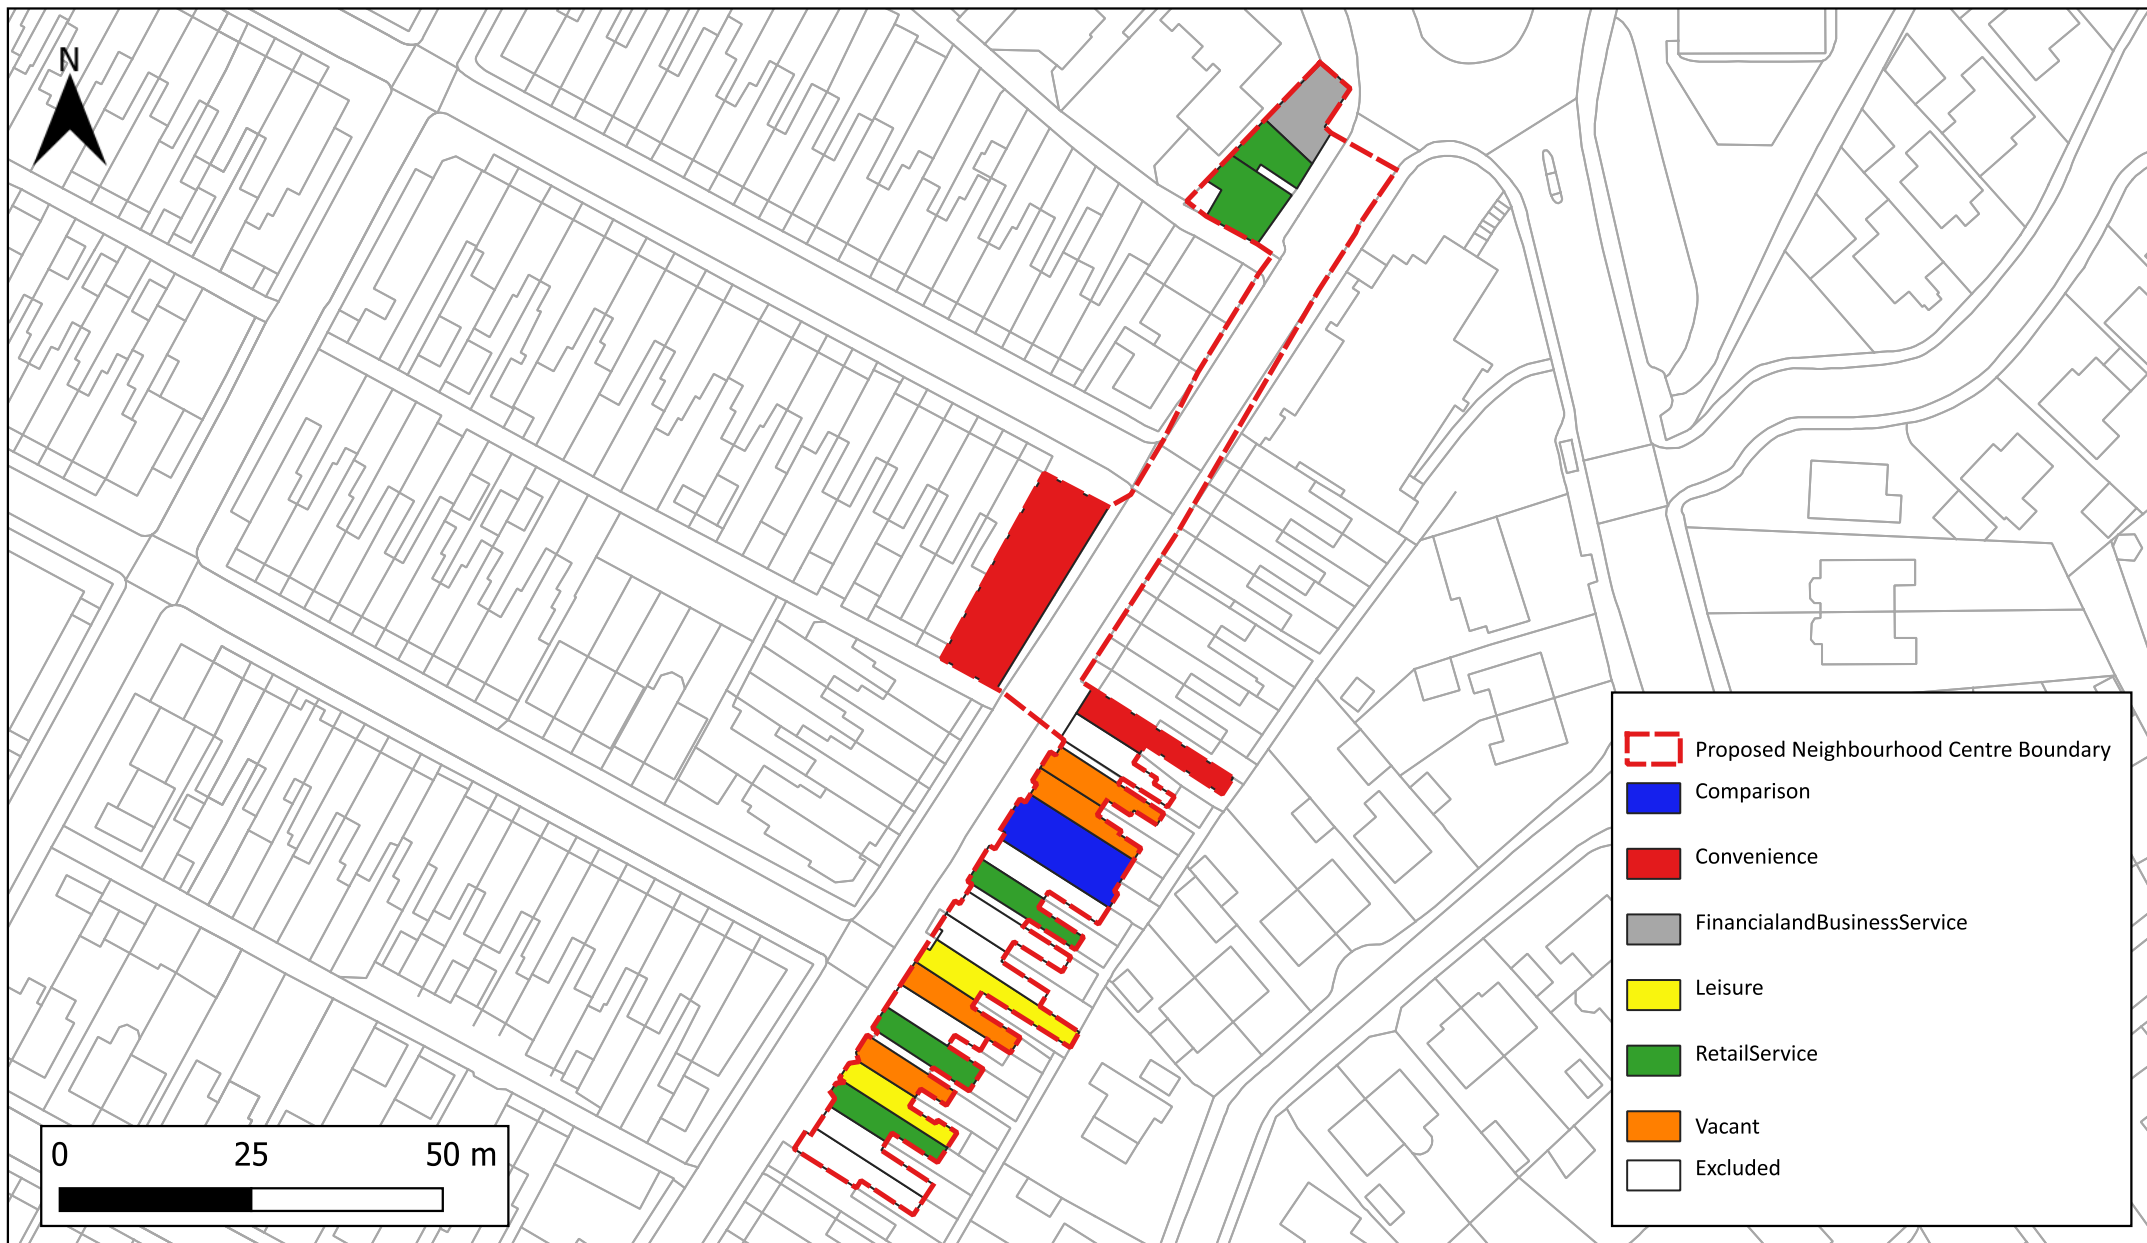 N
Proposed Neighbourhood Centre Boundary
Comparison
Convenience
FinancialandBusinessService
Leisure
RetailService
Vacant
Excluded
0 25 50 m